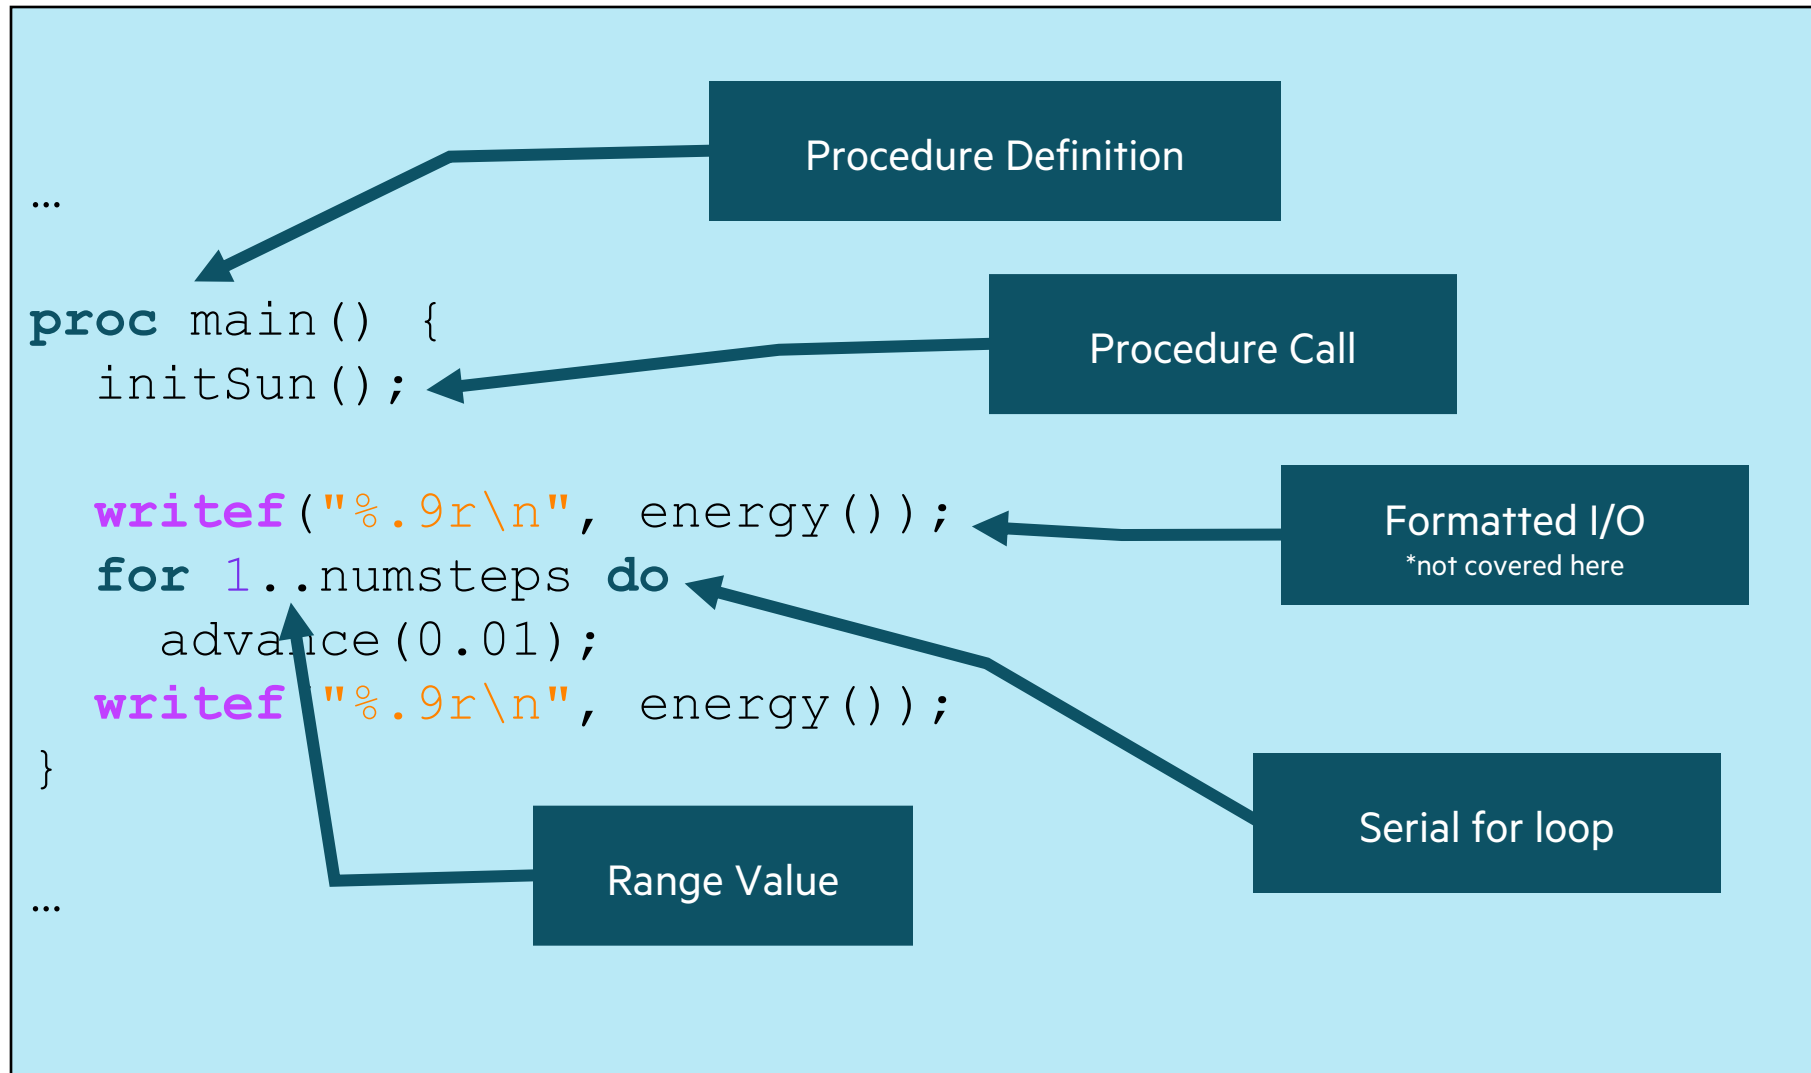 …
proc main() {
  initSun();
  writef("%.9r\n", energy());
  for 1..numsteps do
    advance(0.01);
  writef("%.9r\n", energy());
}
…
Procedure Definition
Procedure Call
Formatted I/O
*not covered here
Serial for loop
Range Value